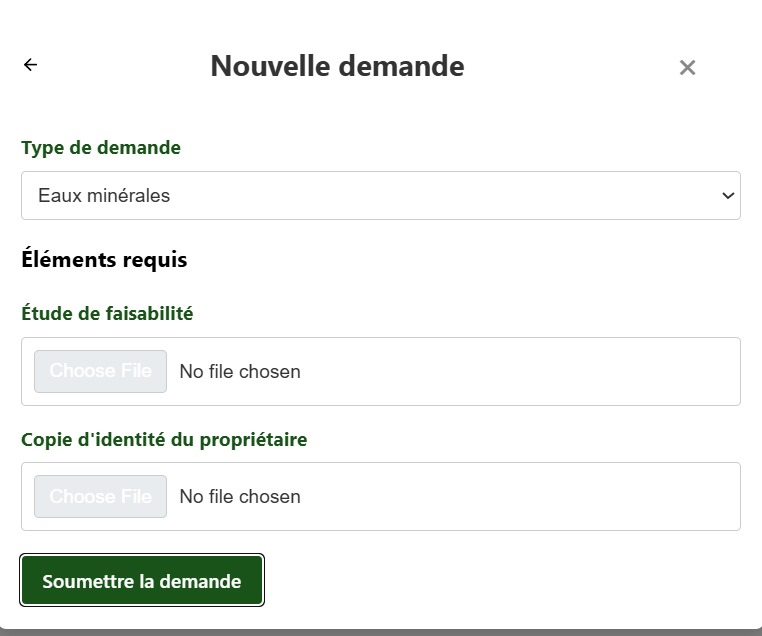 Nouvelle demande
Type de demande
Eaux minérales
Éléments requis
Étude de faisabilité
Choose File No file chosen
Copie d'identité du propriétaire
Choose File No file chosen
Soumettre la demande